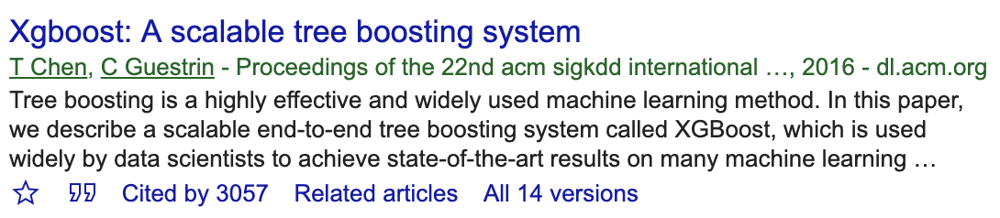 Xgboost: A scalable tree boosting system
T Chen, C Guestrin - Proceedings of the 22nd acm sigkdd international …, 2016 - dl.acm.org
Tree boosting is a highly effective and widely used machine learning method. In this paper,
we describe a scalable end-to-end tree boosting system called XGBoost, which is used
widely by data scientists to achieve state-of-the-art results on many machine learning …
Cited by 3057 Related articles All 14 versions